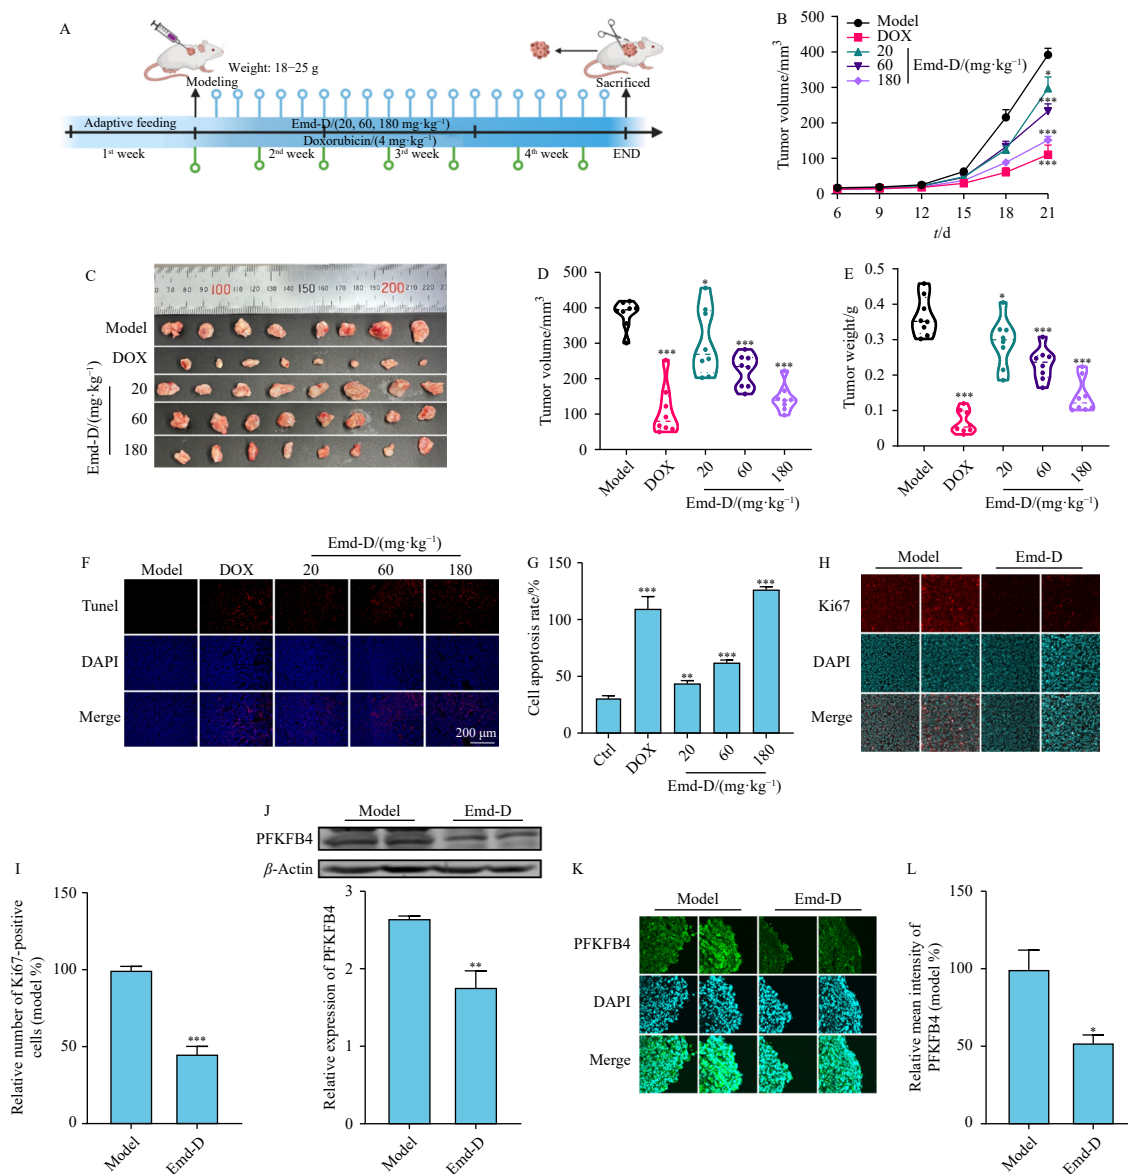 A
Weight: 18−25 g
Modeling
Sacrificed
Adaptive feeding
Emd-D/(20, 60, 180 mg·kg⁻¹)
Doxorubicin/(4 mg·kg⁻¹)
1st week
2nd week
3rd week
4th week
END
B
Model
DOX
20
60
180
Emd-D/(mg·kg⁻¹)
Tumor volume/mm³
400
300
200
100
0
*
***
***
***
6
9
12
15
18
21
t/d
C
100
150
200
Model
DOX
20
60
180
Emd-D/(mg·kg⁻¹)
D
Tumor volume/mm³
500
400
300
200
100
0
***
*
***
***
Model
DOX
20
60
180
Emd-D/(mg·kg⁻¹)
E
Tumor weight/g
0.5
0.4
0.3
0.2
0.1
0
***
*
***
***
Model
DOX
20
60
180
Emd-D/(mg·kg⁻¹)
F
Emd-D/(mg·kg⁻¹)
Model
DOX
20
60
180
Tunel
DAPI
Merge
200 μm
G
Cell apoptosis rate/%
150
100
50
0
***
**
***
***
Ctrl
DOX
20
60
180
Emd-D/(mg·kg⁻¹)
H
Model
Emd-D
Ki67
DAPI
Merge
I
Relative number of Ki67-positive
cells (model %)
150
100
50
0
***
Model
Emd-D
J
Model
Emd-D
PFKFB4
β-Actin
Relative expression of PFKFB4
3
2
1
0
**
Model
Emd-D
K
Model
Emd-D
PFKFB4
DAPI
Merge
L
Relative mean intensity of
PFKFB4 (model %)
150
100
50
0
*
Model
Emd-D